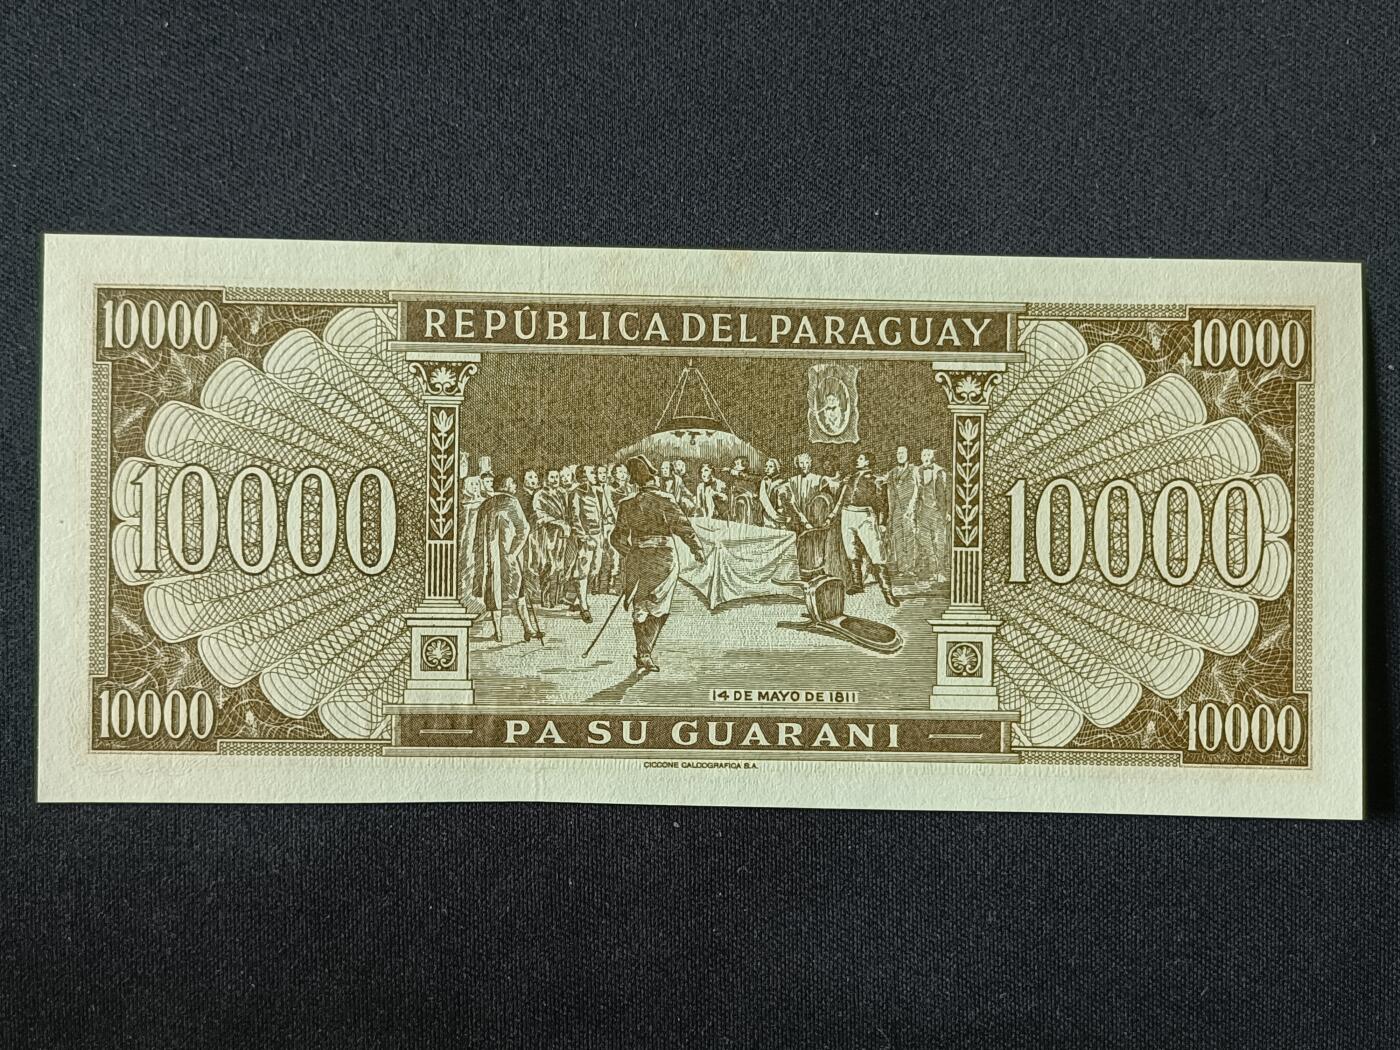 10000 10000
REPÚBLICA DEL PARAGUAY
10000 10000
14 DE MAYO DE 1811
10000 10000
PA SU GUARANI
CICCONE CALCOGRAFICA S.A.